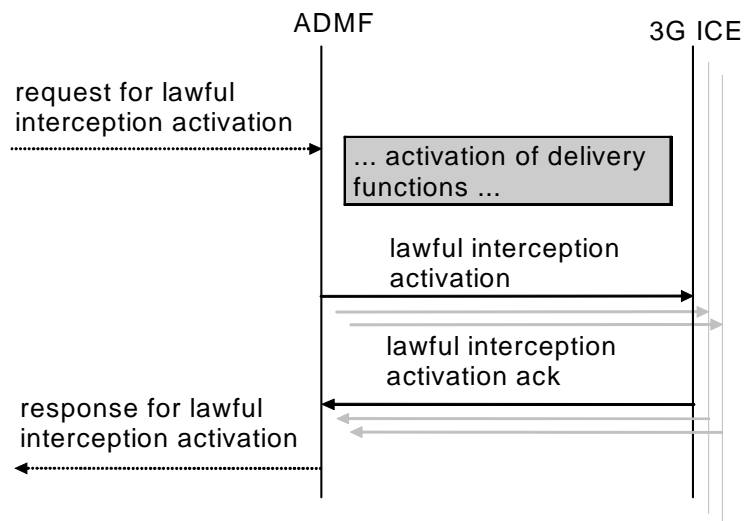 ADMF
3G ICE
request for lawful
interception activation
... activation of delivery
functions ...
lawful interception
activation
lawful interception
activation ack
response for lawful
interception activation